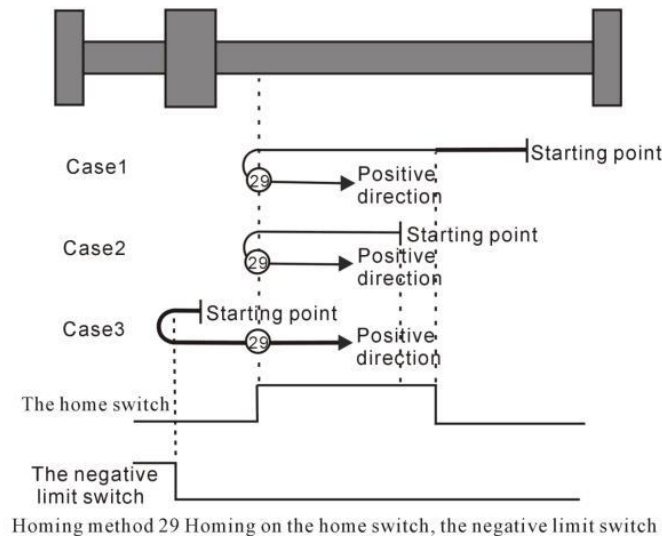 Case1
Starting point
29
Positive
direction
Case2
Starting point
29
Positive
direction
Case3
Starting point
29
Positive
direction
The home switch
The negative
limit switch
Homing method 29 Homing on the home switch, the negative limit switch